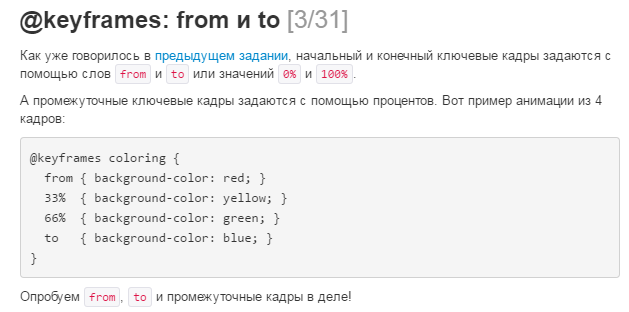 @keyframes: from и to [3/31]
Как уже говорилось в предыдущем задании, начальный и конечный ключевые кадры задаются с
помощью слов from и to или значений 0% и 100%.
А промежуточные ключевые кадры задаются с помощью процентов. Вот пример анимации из 4
кадров:
@keyframes coloring {
  from { background-color: red; }
  33%  { background-color: yellow; }
  66%  { background-color: green; }
  to   { background-color: blue; }
}
Опробуем from, to и промежуточные кадры в деле!